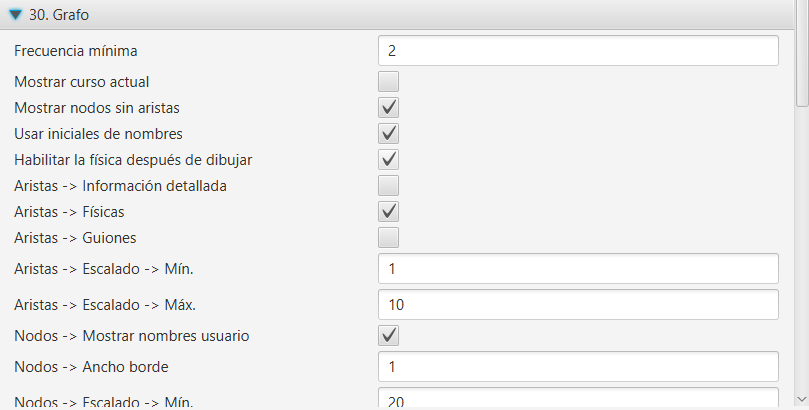 30. Grafo
Frecuencia mínima 2
Mostrar curso actual
Mostrar nodos sin aristas
Usar iniciales de nombres
Habilitar la física después de dibujar
Aristas -> Información detallada
Aristas -> Físicas
Aristas -> Guiones
Aristas -> Escalado -> Mín. 1
Aristas -> Escalado -> Máx. 10
Nodos -> Mostrar nombres usuario
Nodos -> Ancho borde 1
Nodos -> Escalado -> Mín. 20